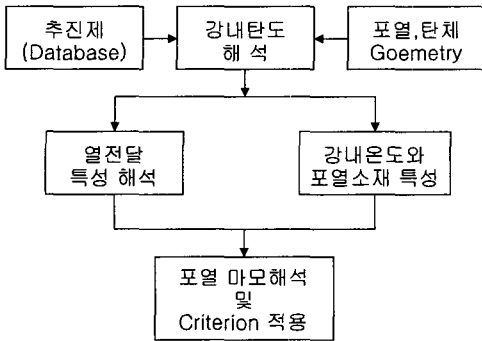 추진제
(Database)
강내탄도
해 석
포열,탄체
Goemetry
열전달
특성 해석
강내온도와
포열소재 특성
포열 마모해석
및
Criterion 적용